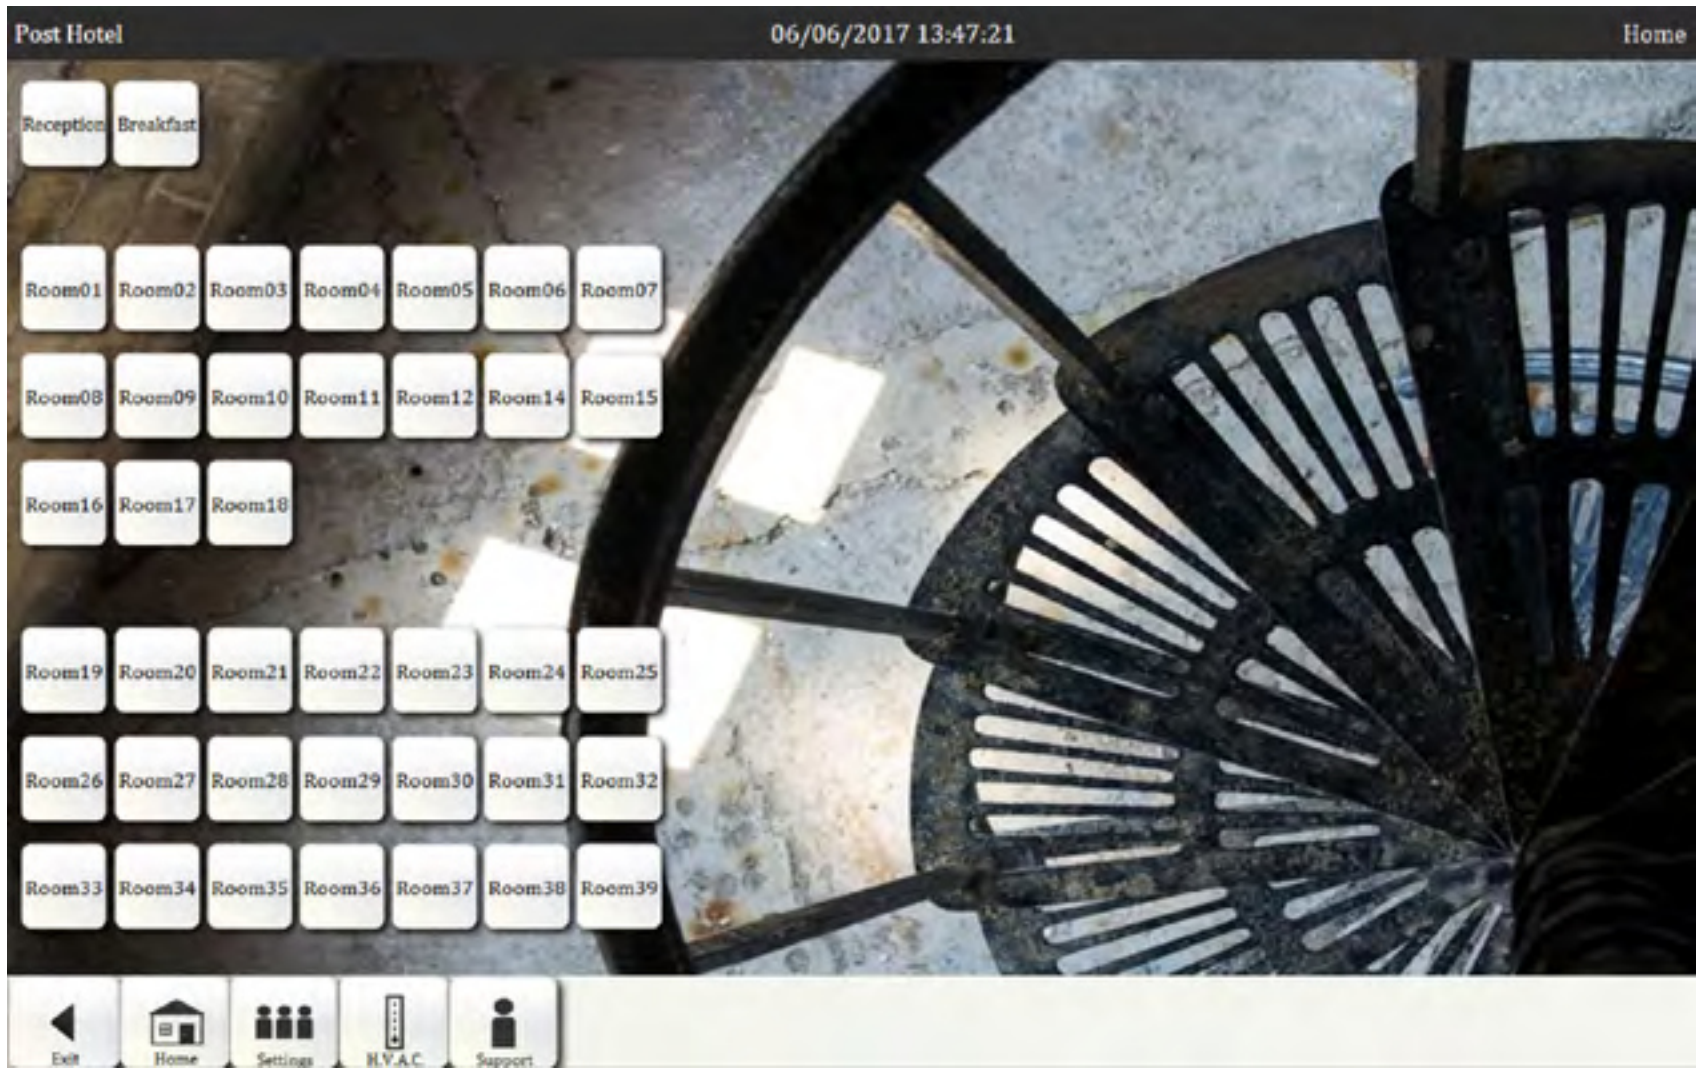 Post Hotel 06/06/2017 13:47:21 Home
Reception Breakfast
Room01 Room02 Room03 Room04 Room05 Room06 Room07
Room08 Room09 Room10 Room11 Room12 Room14 Room15
Room16 Room17 Room18
Room19 Room20 Room21 Room22 Room23 Room24 Room25
Room26 Room27 Room28 Room29 Room30 Room31 Room32
Room33 Room34 Room35 Room36 Room37 Room38 Room39
Exit Home Settings H.V.A.C. Support